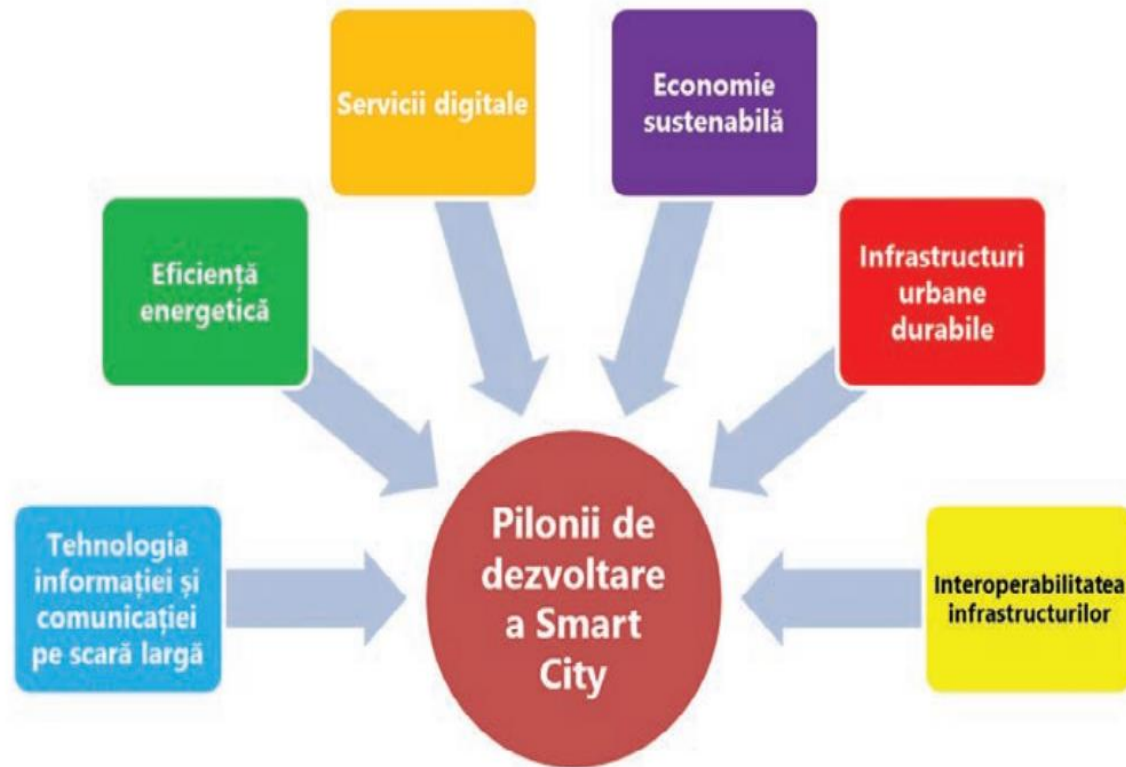 Servicii digitale
Economie
sustenabilă
Eficiență
energetică
Infrastructuri
urbane
durabile
Tehnologia
informației și
comunicației
pe scară largă
Pilonii de
dezvoltare
a Smart
City
Interoperabilitatea
infrastructurilor